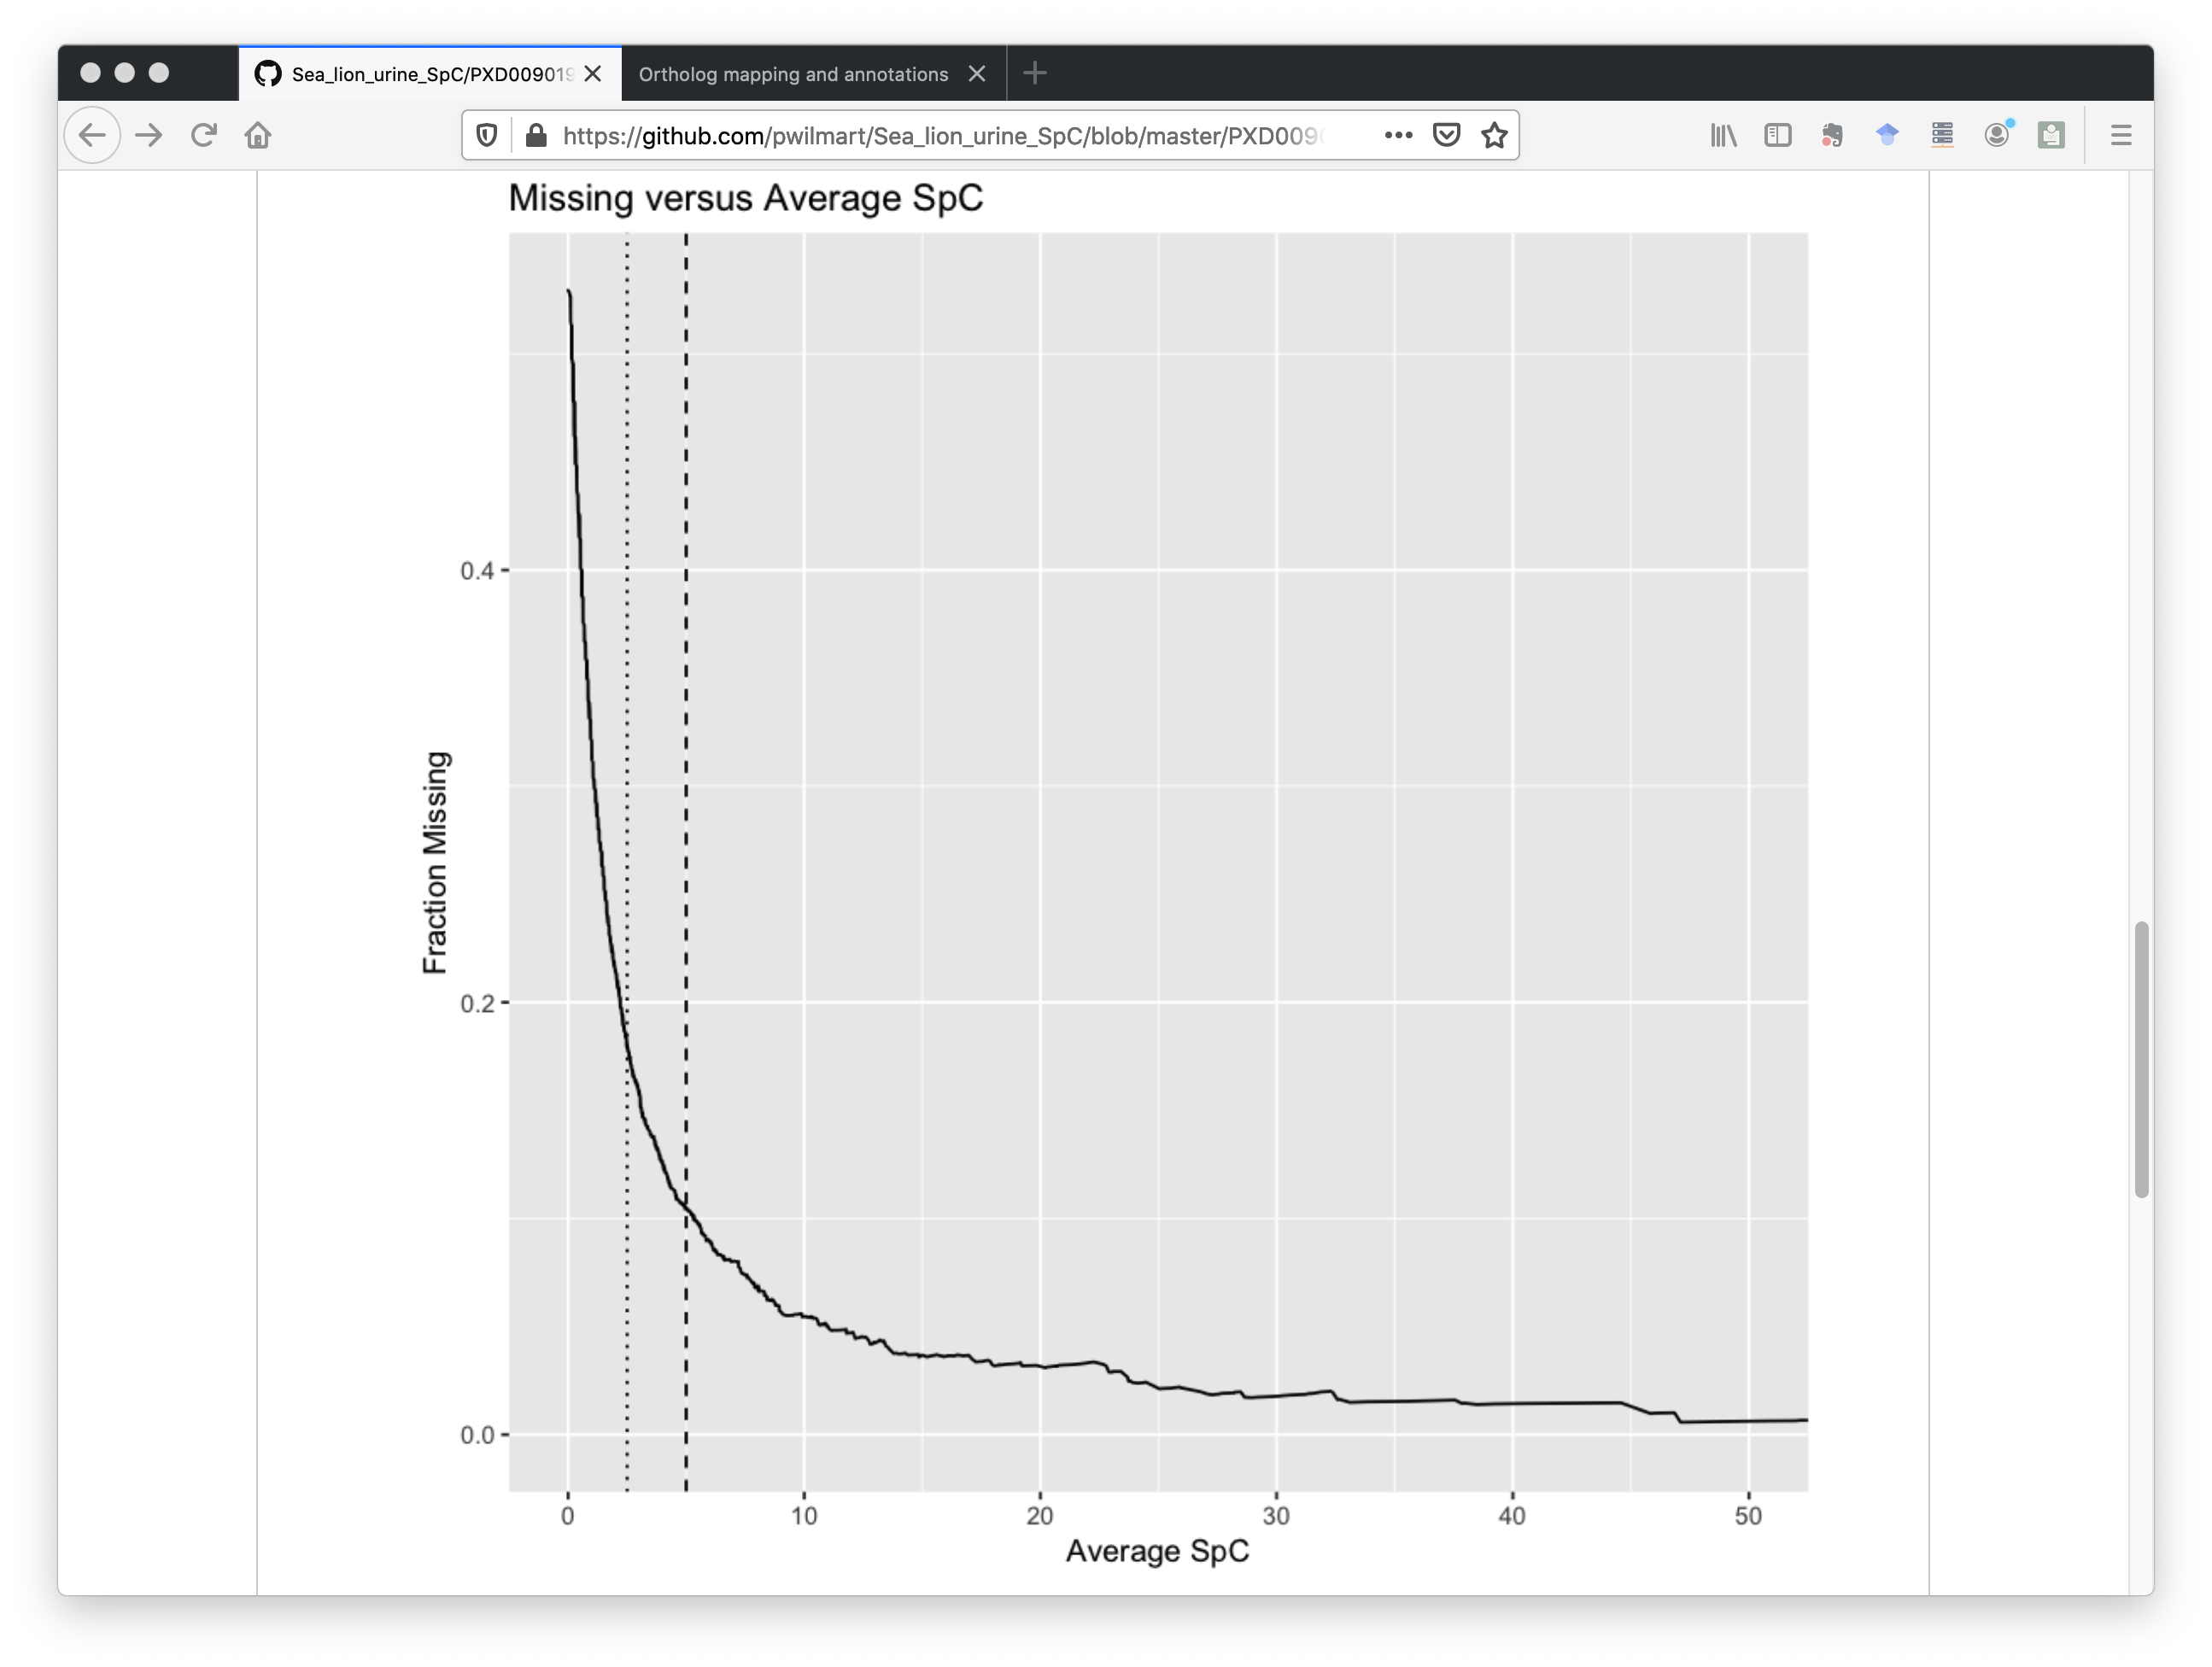 Sea_lion_urine_SpC/PXD009019
Ortholog mapping and annotations
https://github.com/pwilmart/Sea_lion_urine_SpC/blob/master/PXD009
Missing versus Average SpC
Fraction Missing
0.4
0.2
0.0
0 10 20 30 40 50
Average SpC